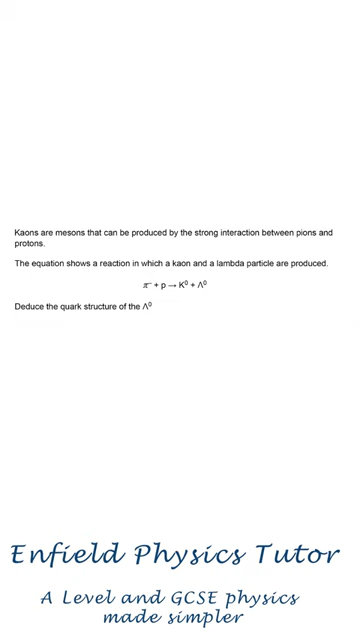 Kaons are mesons that can be produced by the strong interaction between pions and
protons.
The equation shows a reaction in which a kaon and a lambda particle are produced.
π⁻ + p → K⁰ + Λ⁰
Deduce the quark structure of the Λ⁰
Enfield Physics Tutor
A Level and GCSE physics
made simpler